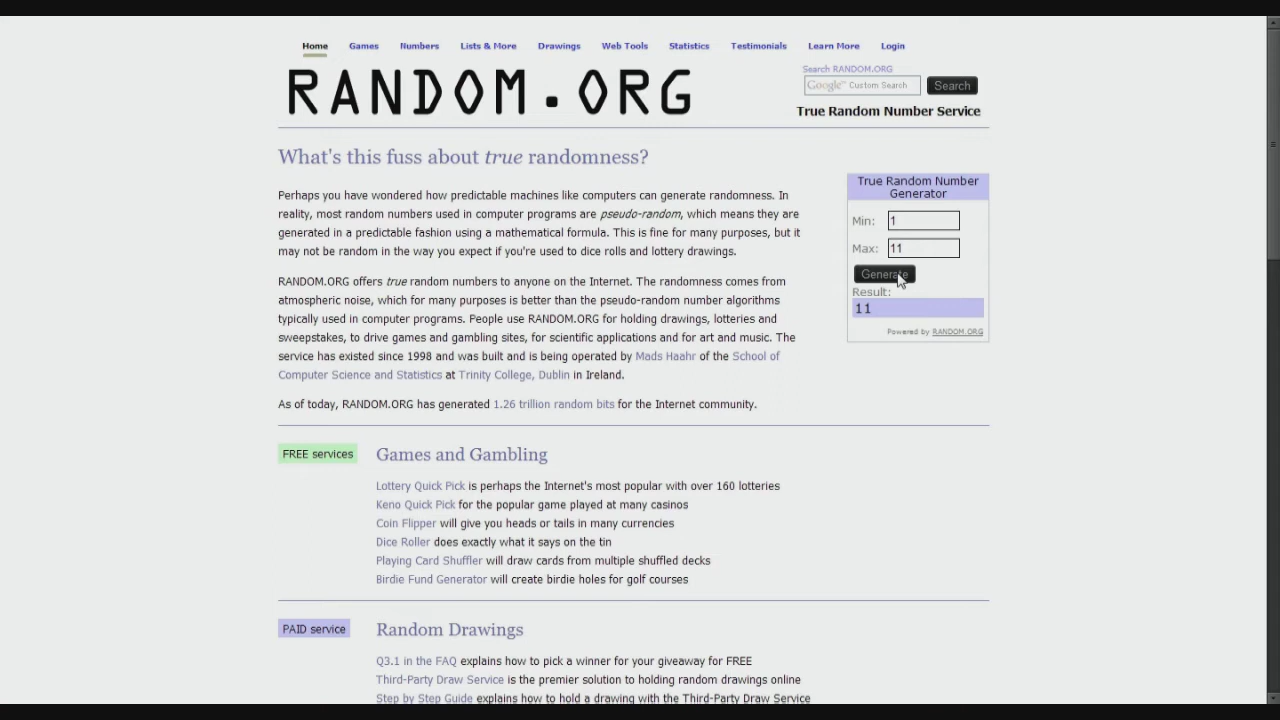 Home Games Numbers Lists & More Drawings Web Tools Statistics Testimonials Learn More Login
RANDOM.ORG
Search RANDOM.ORG
Google™ Custom Search Search
True Random Number Service
What's this fuss about true randomness?
Perhaps you have wondered how predictable machines like computers can generate randomness. In
reality, most random numbers used in computer programs are pseudo-random, which means they are
generated in a predictable fashion using a mathematical formula. This is fine for many purposes, but it
may not be random in the way you expect if you're used to dice rolls and lottery drawings.
RANDOM.ORG offers true random numbers to anyone on the Internet. The randomness comes from
atmospheric noise, which for many purposes is better than the pseudo-random number algorithms
typically used in computer programs. People use RANDOM.ORG for holding drawings, lotteries and
sweepstakes, to drive games and gambling sites, for scientific applications and for art and music. The
service has existed since 1998 and was built and is being operated by Mads Haahr of the School of
Computer Science and Statistics at Trinity College, Dublin in Ireland.
As of today, RANDOM.ORG has generated 1.26 trillion random bits for the Internet community.
True Random Number
Generator
Min: 1
Max: 11
Generate
Result:
11
Powered by RANDOM.ORG
FREE services
Games and Gambling
Lottery Quick Pick is perhaps the Internet's most popular with over 160 lotteries
Keno Quick Pick for the popular game played at many casinos
Coin Flipper will give you heads or tails in many currencies
Dice Roller does exactly what it says on the tin
Playing Card Shuffler will draw cards from multiple shuffled decks
Birdie Fund Generator will create birdie holes for golf courses
PAID service
Random Drawings
Q3.1 in the FAQ explains how to pick a winner for your giveaway for FREE
Third-Party Draw Service is the premier solution to holding random drawings online
Step by Step Guide explains how to hold a drawing with the Third-Party Draw Service